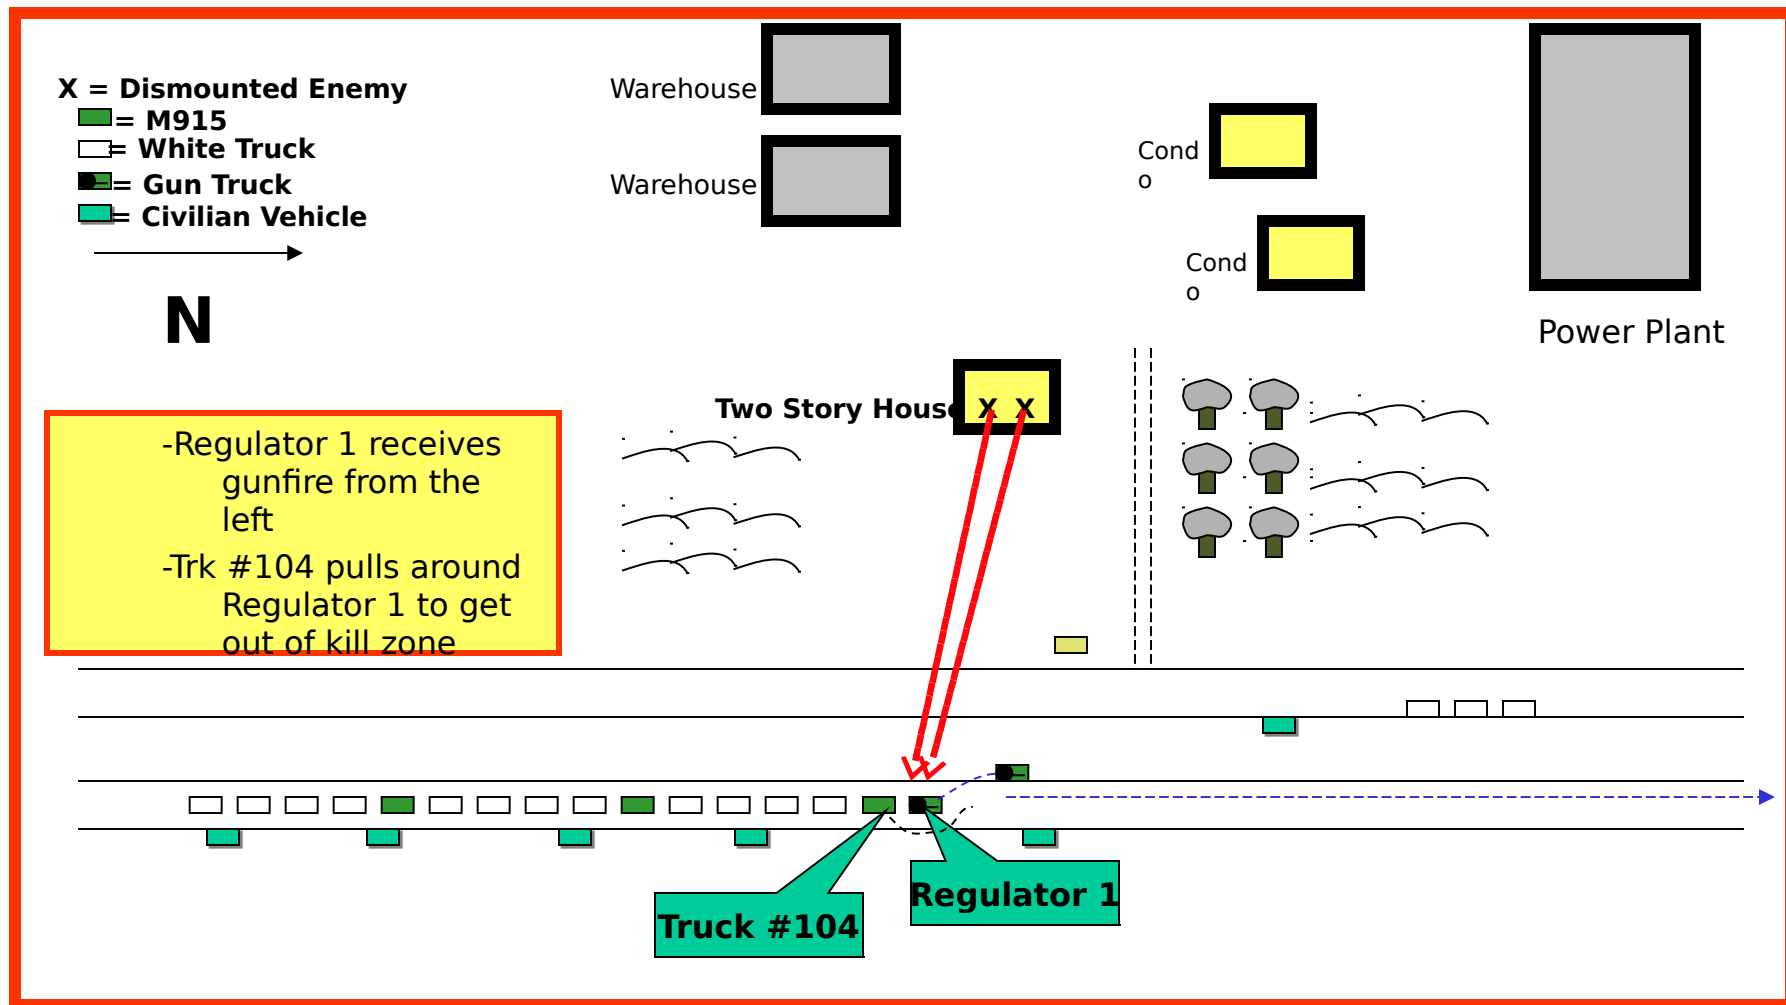 X = Dismounted Enemy
= M915
= White Truck
= Gun Truck
= Civilian Vehicle
N
Warehouse
Warehouse
Cond
o
Cond
o
Power Plant
Two Story House
X X
-Regulator 1 receives
gunfire from the
left
-Trk #104 pulls around
Regulator 1 to get
out of kill zone
Regulator 1
Truck #104